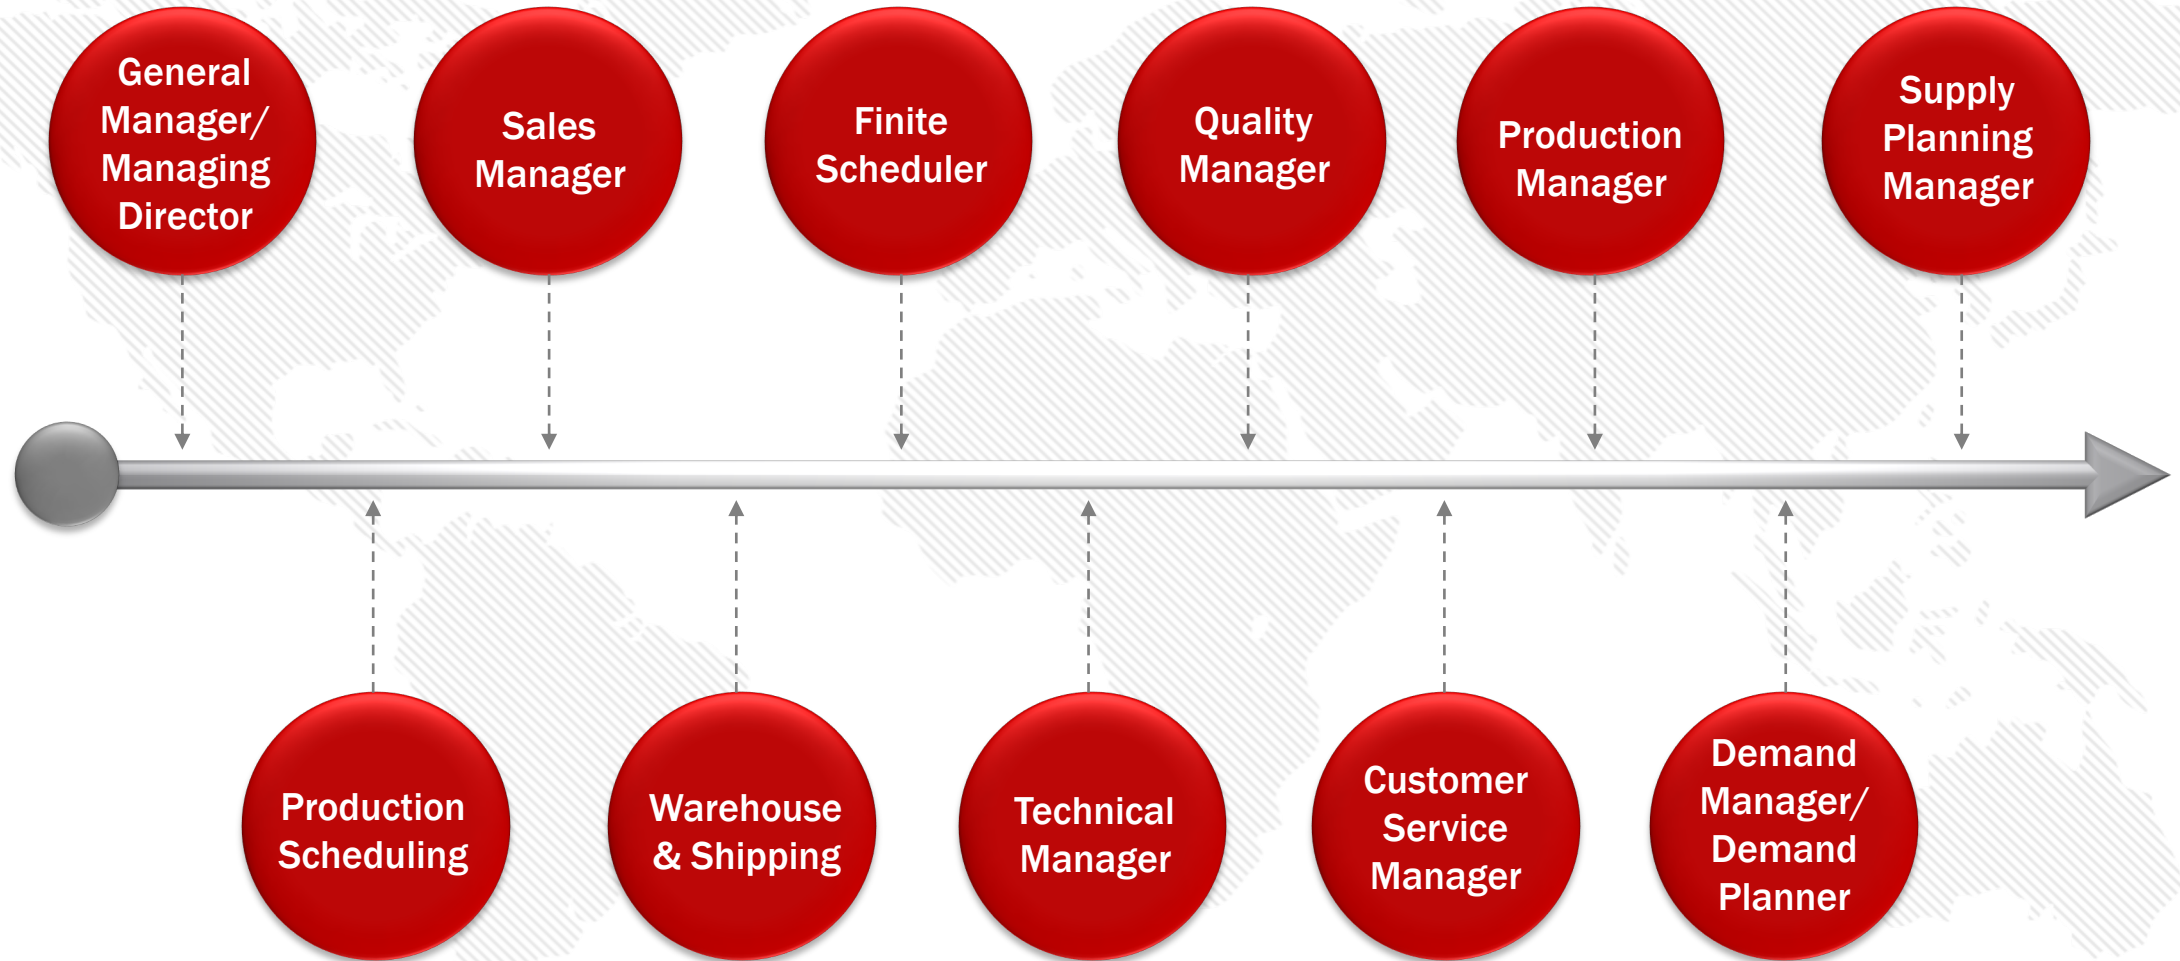 General
Manager/
Managing
Director
Sales
Manager
Finite
Scheduler
Quality
Manager
Production
Manager
Supply
Planning
Manager
Production
Scheduling
Warehouse
& Shipping
Technical
Manager
Customer
Service
Manager
Demand
Manager/
Demand
Planner